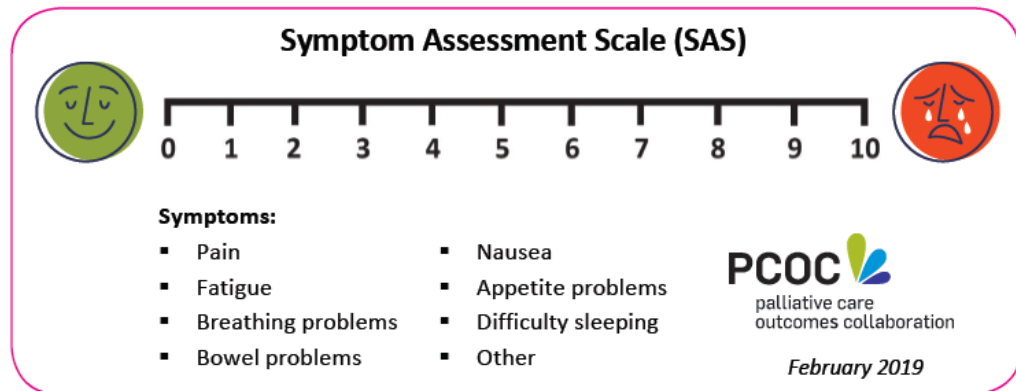 Symptom Assessment Scale (SAS)
0 1 2 3 4 5 6 7 8 9 10
Symptoms:
▪ Pain
▪ Fatigue
▪ Breathing problems
▪ Bowel problems
▪ Nausea
▪ Appetite problems
▪ Difficulty sleeping
▪ Other
PCOC
palliative care
outcomes collaboration
February 2019